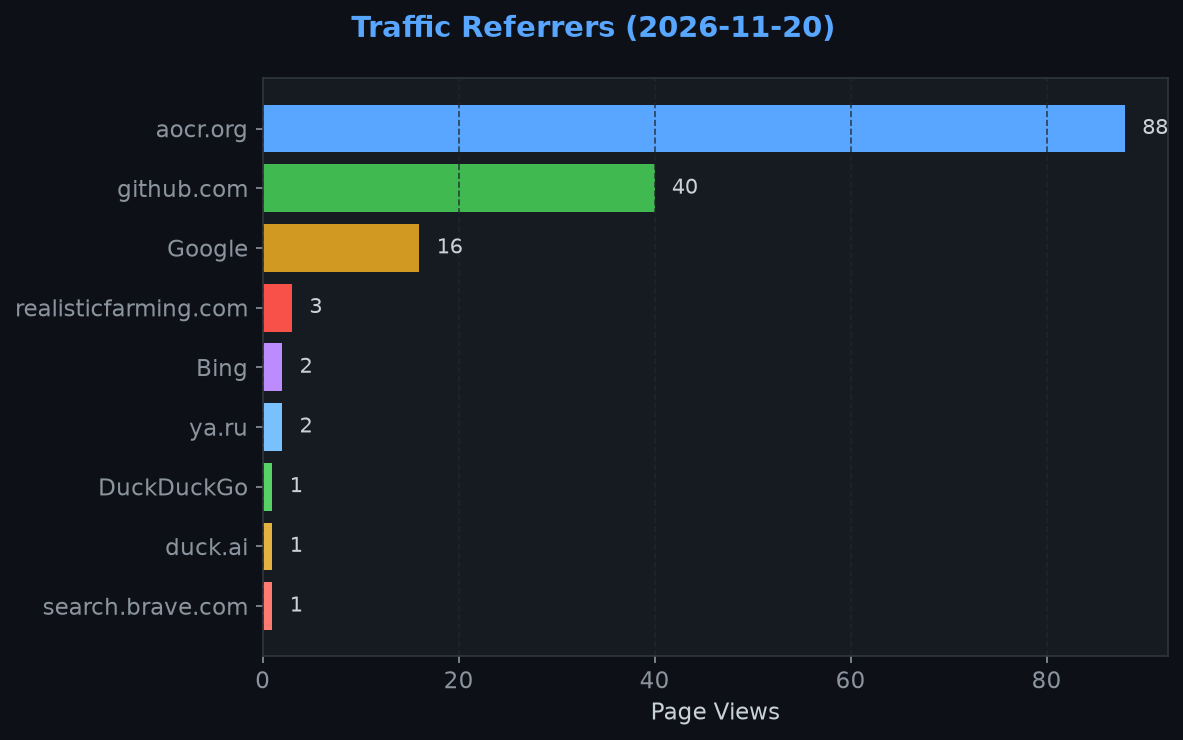 Traffic Referrers (2026-11-20)
aocr.org 88
github.com 40
Google 16
realisticfarming.com 3
Bing 2
ya.ru 2
DuckDuckGo 1
duck.ai 1
search.brave.com 1
0 20 40 60 80
Page Views